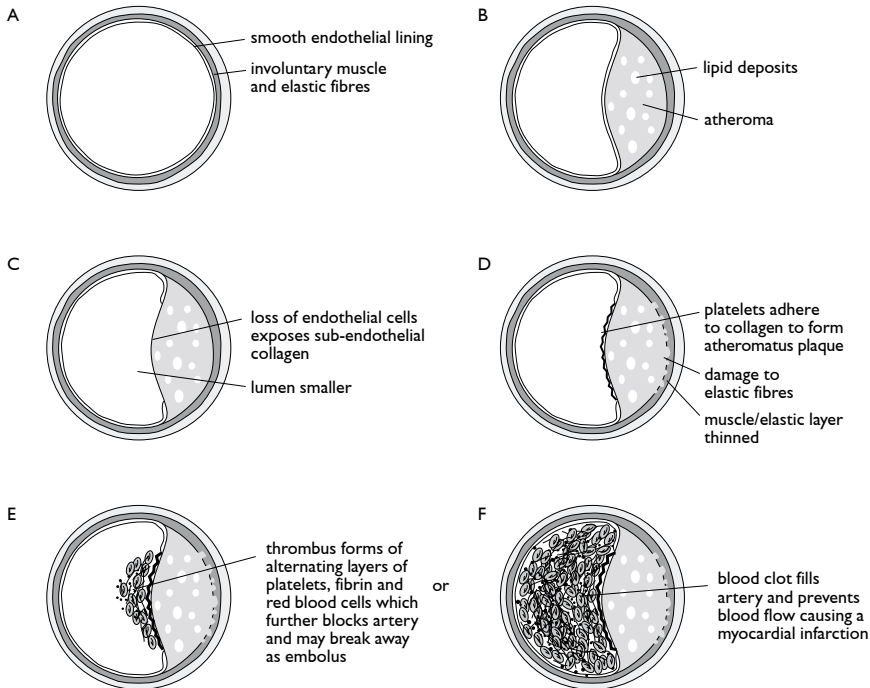 A
smooth endothelial lining
involuntary muscle
and elastic fibres
B
lipid deposits
atheroma
C
loss of endothelial cells
exposes sub-endothelial
collagen
lumen smaller
D
platelets adhere
to collagen to form
atheromatus plaque
damage to
elastic fibres
muscle/elastic layer
thinned
E
thrombus forms of
alternating layers of
platelets, fibrin and
red blood cells which
further blocks artery
and may break away
as embolus
or
F
blood clot fills
artery and prevents
blood flow causing a
myocardial infarction